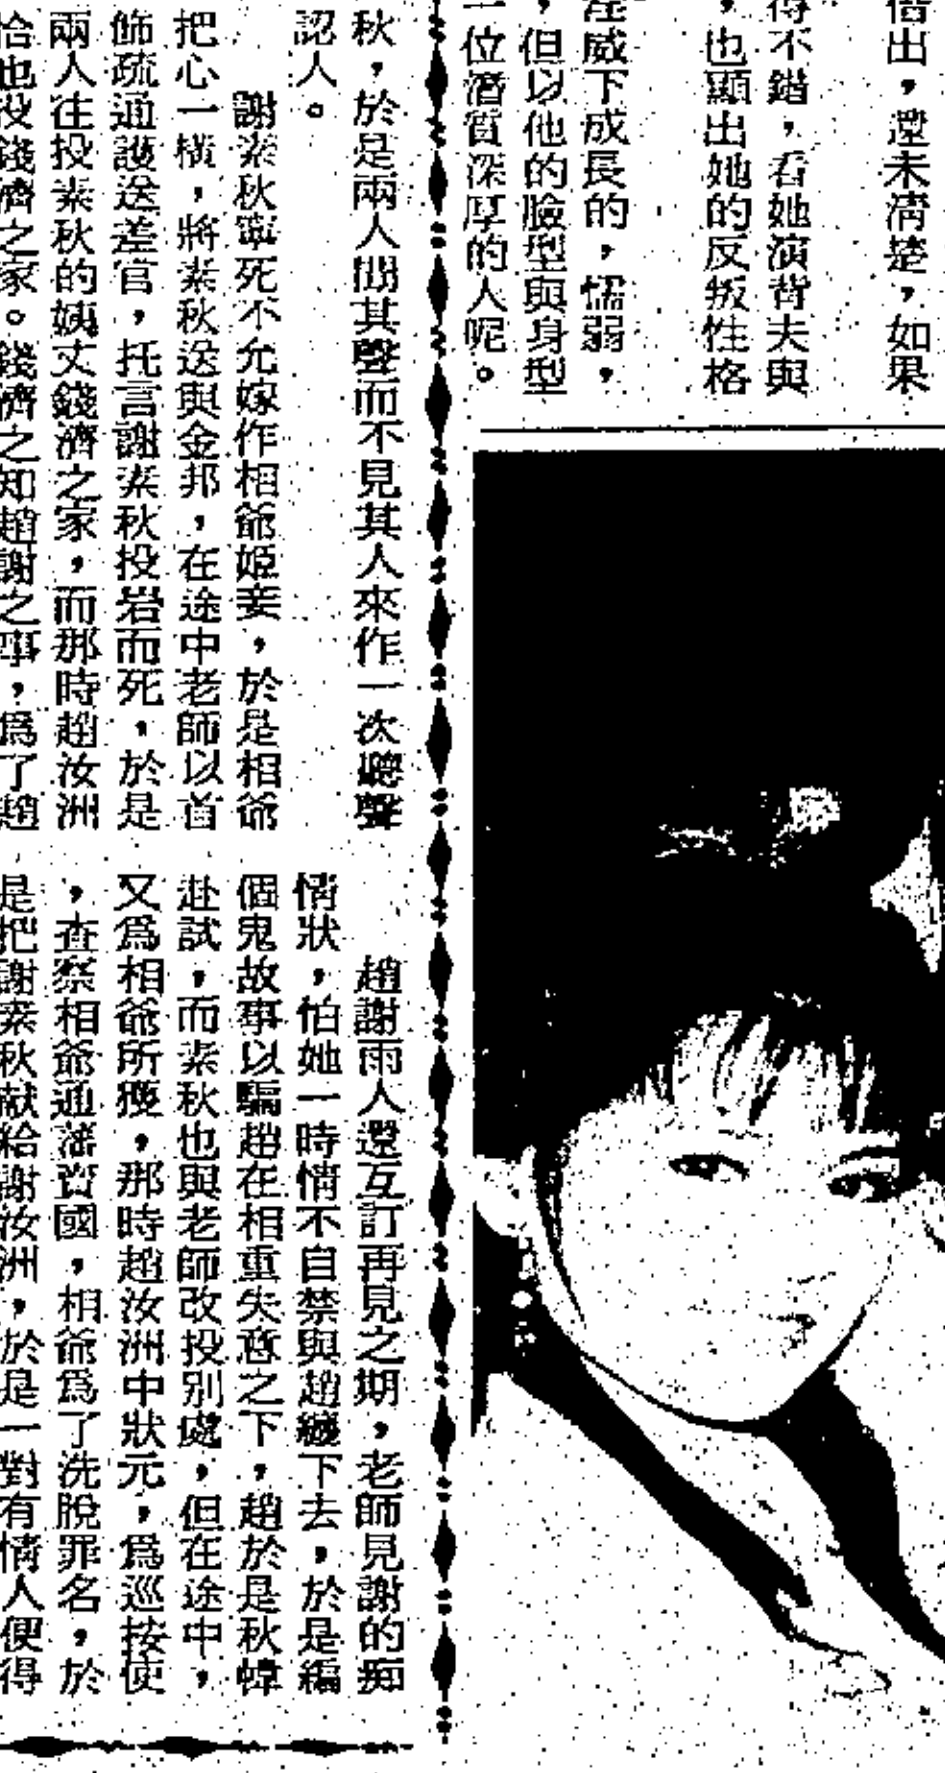 借出,還未清楚,如果
得不錯,看她演背夫與
,也顯出她的反叛性格
淫威下成長的,懦弱,
,但以他的臉型與身型
一位潛質深厚的人呢。
秋,於是兩人間其聲而不見其人來作一次聽聲
認人。
謝素秋寧死不允嫁作相爺姬妾,於是相爺
把心一橫,將素秋送與金邦,在途中老師以首
飾疏通護送差官,托言謝素秋投岩而死,於是
兩人往投素秋的姨丈錢濟之家,而那時趙汝洲
恰也投錢濟之家。錢濟之知趙謝之事,爲了趙
趙謝雨人還互訂再見之期,老師見謝的痴
情狀,怕她一時情不自禁與趙纏下去,於是編
個鬼故事以騙趙在相重失意之下,趙於是秋幃
赴試,而素秋也與老師改投別處,但在途中,
又爲相爺所獲,那時趙汝洲中狀元,爲巡按使
,查察相爺通藩賣國,相爺爲了洗脫罪名,於
是把謝素秋献給謝汝洲,於是一對有情人便得